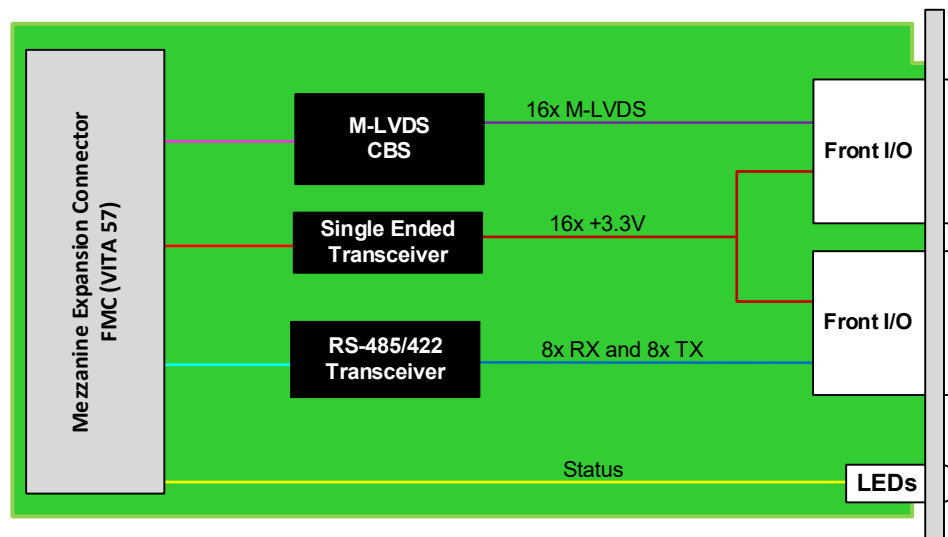 Mezzanine Expansion Connector
FMC (VITA 57)
M-LVDS
CBS
16x M-LVDS
Front I/O
Single Ended
Transceiver
16x +3.3V
Front I/O
RS-485/422
Transceiver
8x RX and 8x TX
Status
LEDs